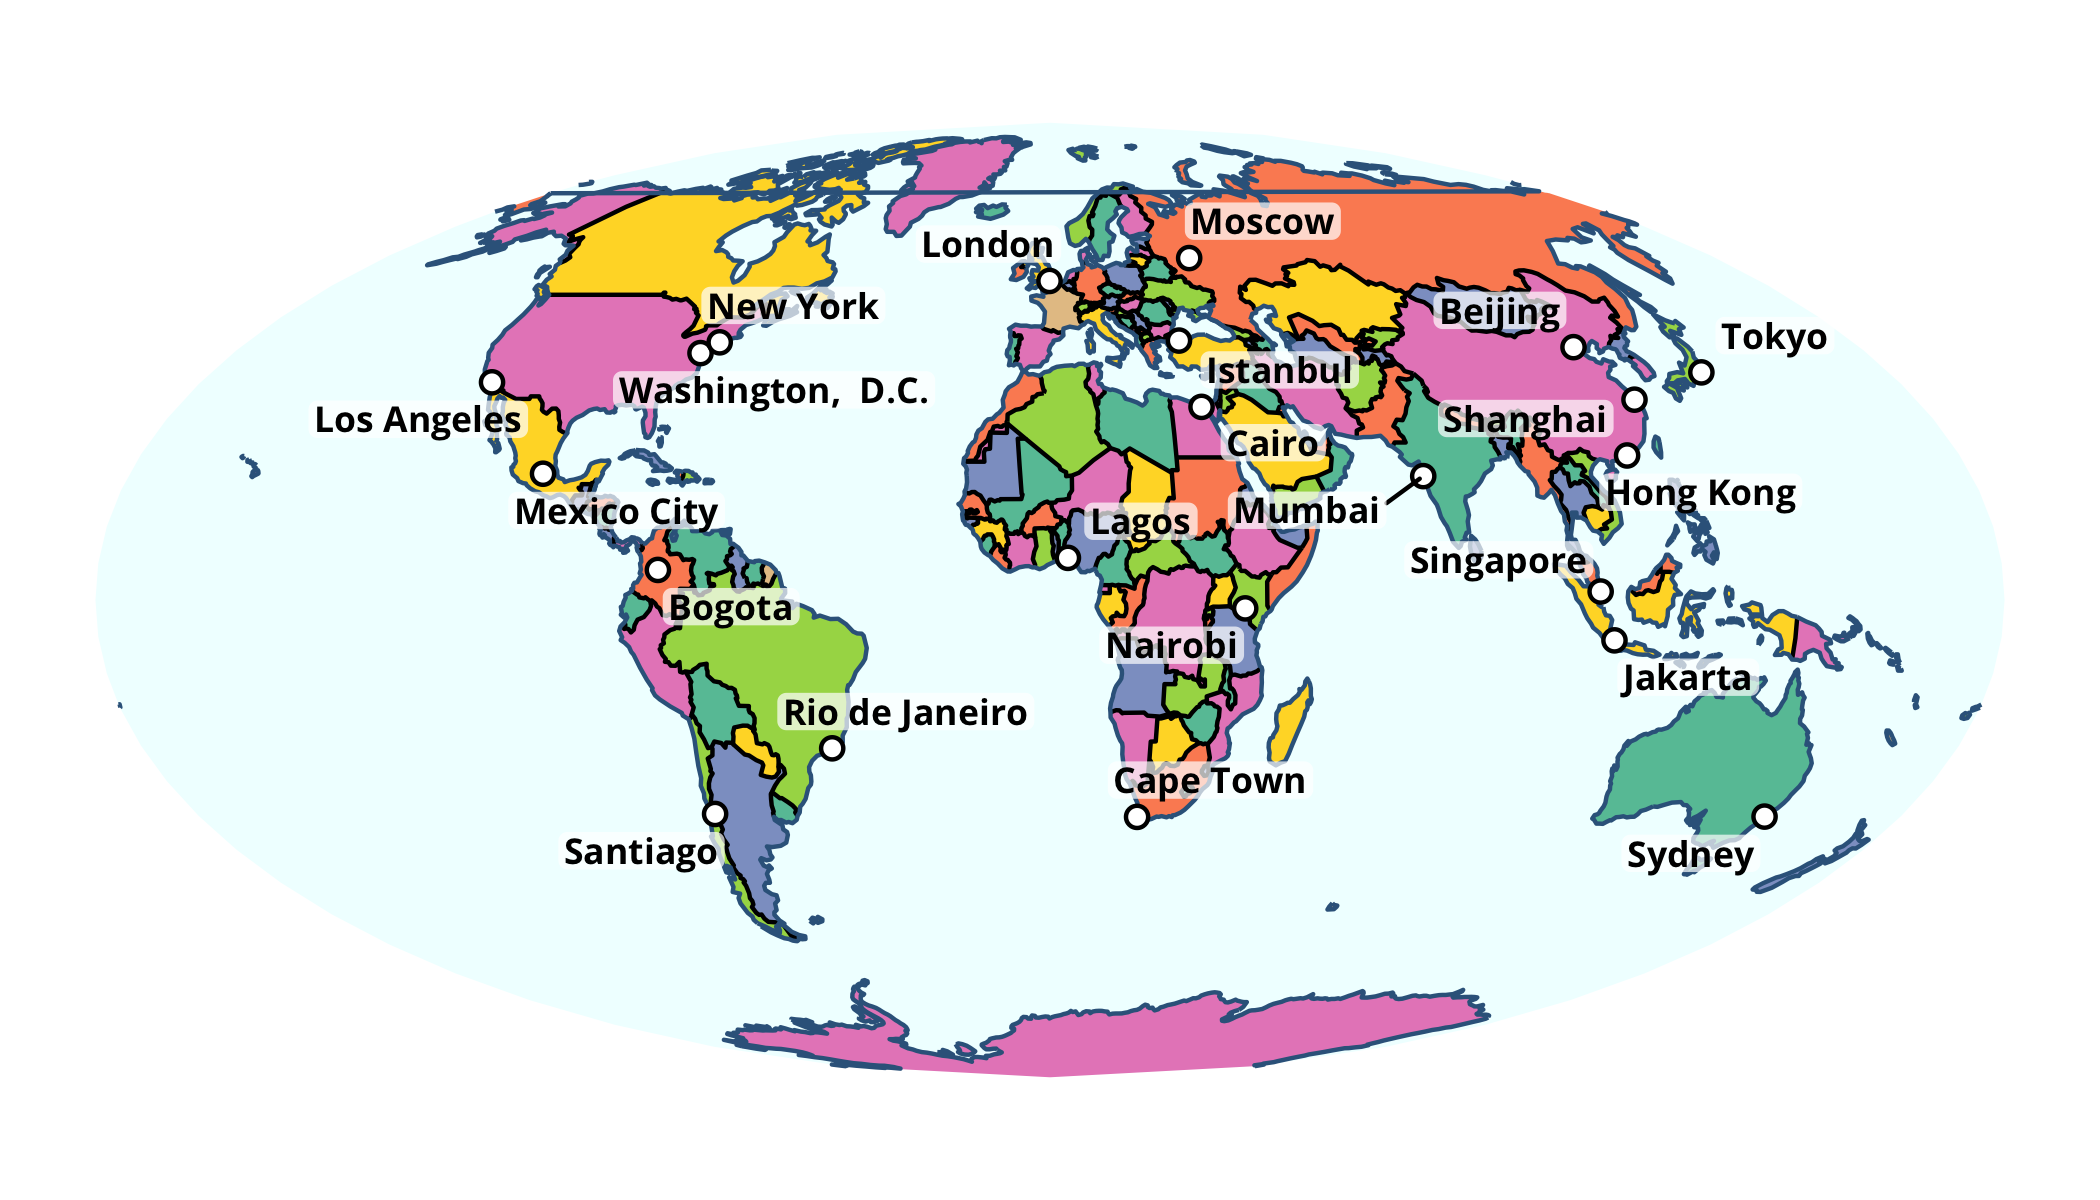 Moscow
London
New York
Beijing
Tokyo
Istanbul
Washington,  D.C.
Los Angeles
Shanghai
Cairo
Hong Kong
Mexico City
Mumbai
Lagos
Singapore
Bogota
Nairobi
Jakarta
Rio de Janeiro
Cape Town
Santiago
Sydney